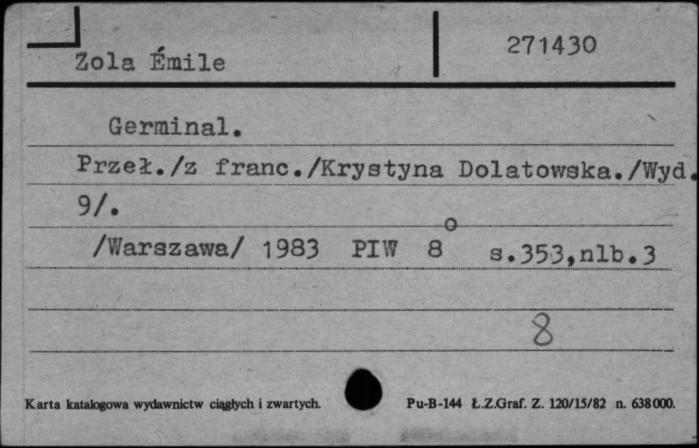 Zola Émile
271430
Germinal.
Przeł./z franc./Krystyna Dolatowska./Wyd.
9/.
/Warszawa/ 1983 PIW 8° s.353,nlb.3
8
Karta katalogowa wydawnictw ciągłych i zwartych.
Pu-B-144 Ł.Z.Graf. Z. 120/15/82 n. 638000.